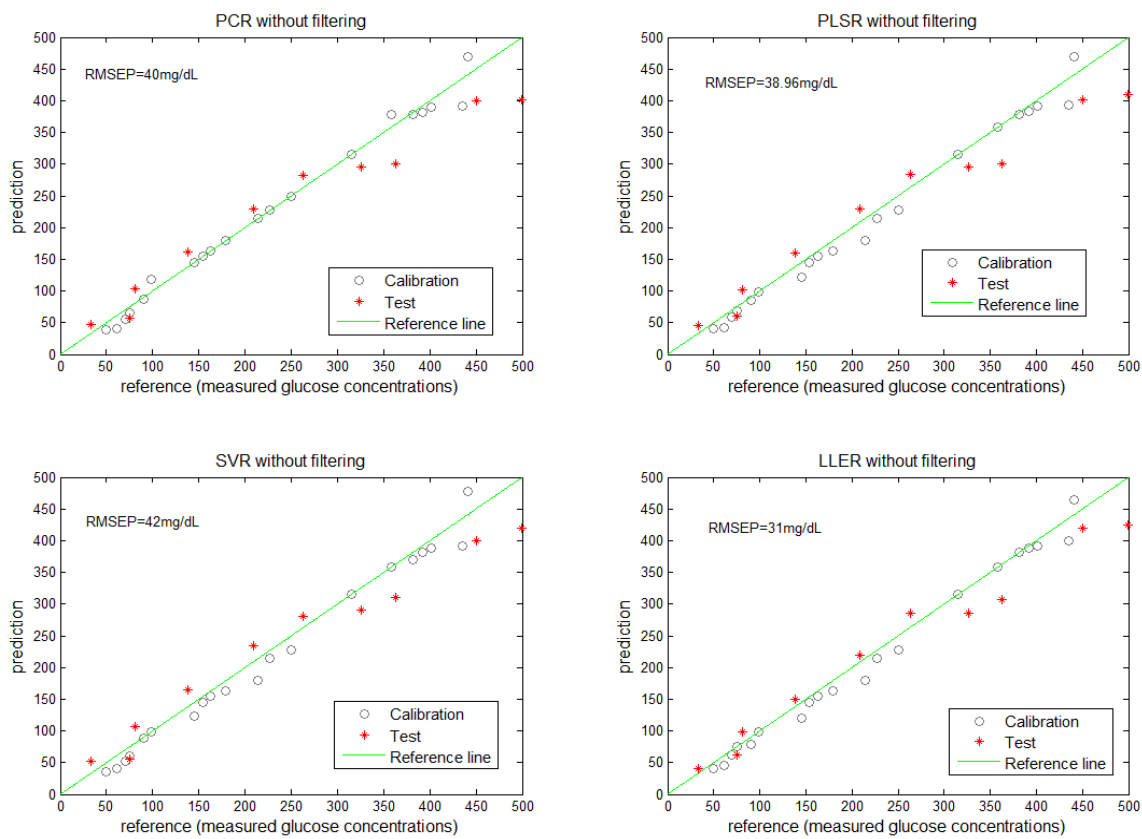 PCR without filtering
500
450
400
350
300
250
200
150
100
50
0
prediction
RMSEP=40mg/dL
Calibration
Test
Reference line
0 50 100 150 200 250 300 350 400 450 500
reference (measured glucose concentrations)
PLSR without filtering
500
450
400
350
300
250
200
150
100
50
0
prediction
RMSEP=38.96mg/dL
Calibration
Test
Reference line
0 50 100 150 200 250 300 350 400 450 500
reference (measured glucose concentrations)
SVR without filtering
500
450
400
350
300
250
200
150
100
50
0
prediction
RMSEP=42mg/dL
Calibration
Test
Reference line
0 50 100 150 200 250 300 350 400 450 500
reference (measured glucose concentrations)
LLER without filtering
500
450
400
350
300
250
200
150
100
50
0
prediction
RMSEP=31mg/dL
Calibration
Test
Reference line
0 50 100 150 200 250 300 350 400 450 500
reference (measured glucose concentrations)